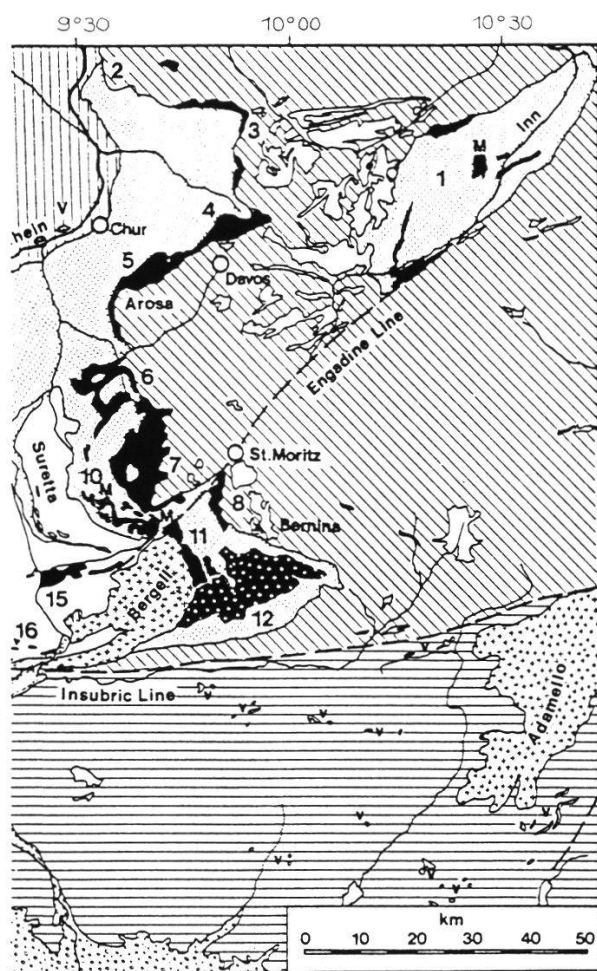 9°30 10°00 10°30
2
3
Inn
M
1
V
4
hein
Chur
5
Davos
Arosa
Engadine Line
6
Suretta
7
St. Moritz
10
M
8
M
Bernina
11
Bergell
15
12
16
v
Insubric Line
v
v
Adamello
v
v
v
v
v
km
0 10 20 30 40 50